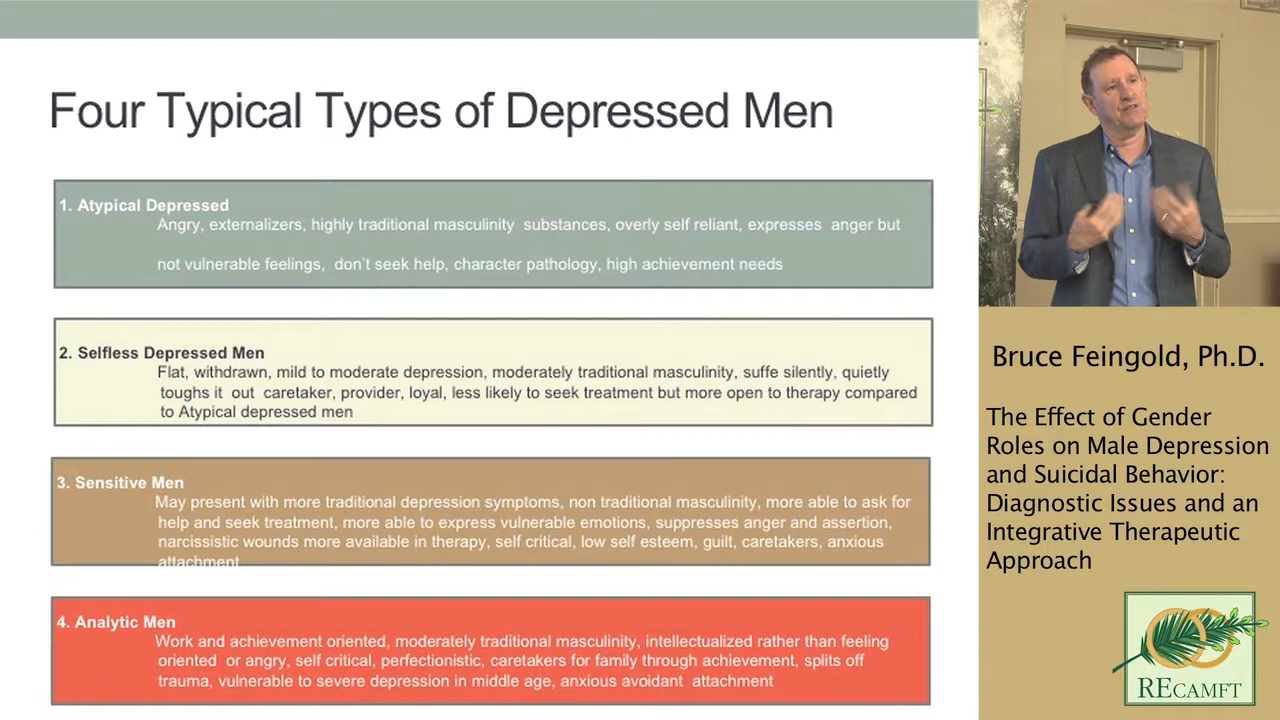 Four Typical Types of Depressed Men
1. Atypical Depressed
Angry, externalizers, highly traditional masculinity  substances, overly self reliant, expresses  anger but
not vulnerable feelings,  don't seek help, character pathology, high achievement needs
2. Selfless Depressed Men
Flat, withdrawn, mild to moderate depression, moderately traditional masculinity, suffe silently, quietly
toughs it  out  caretaker, provider, loyal, less likely to seek treatment but more open to therapy compared
to Atypical depressed men
3. Sensitive Men
May present with more traditional depression symptoms, non traditional masculinity, more able to ask for
help and seek treatment, more able to express vulnerable emotions, suppresses anger and assertion,
narcissistic wounds more available in therapy, self critical, low self esteem, guilt, caretakers, anxious
attachment
4. Analytic Men
Work and achievement oriented, moderately traditional masculinity, intellectualized rather than feeling
oriented  or angry, self critical, perfectionistic, caretakers for family through achievement, splits off
trauma, vulnerable to severe depression in middle age, anxious avoidant  attachment
Bruce Feingold, Ph.D.
The Effect of Gender
Roles on Male Depression
and Suicidal Behavior:
Diagnostic Issues and an
Integrative Therapeutic
Approach
RECAMFT